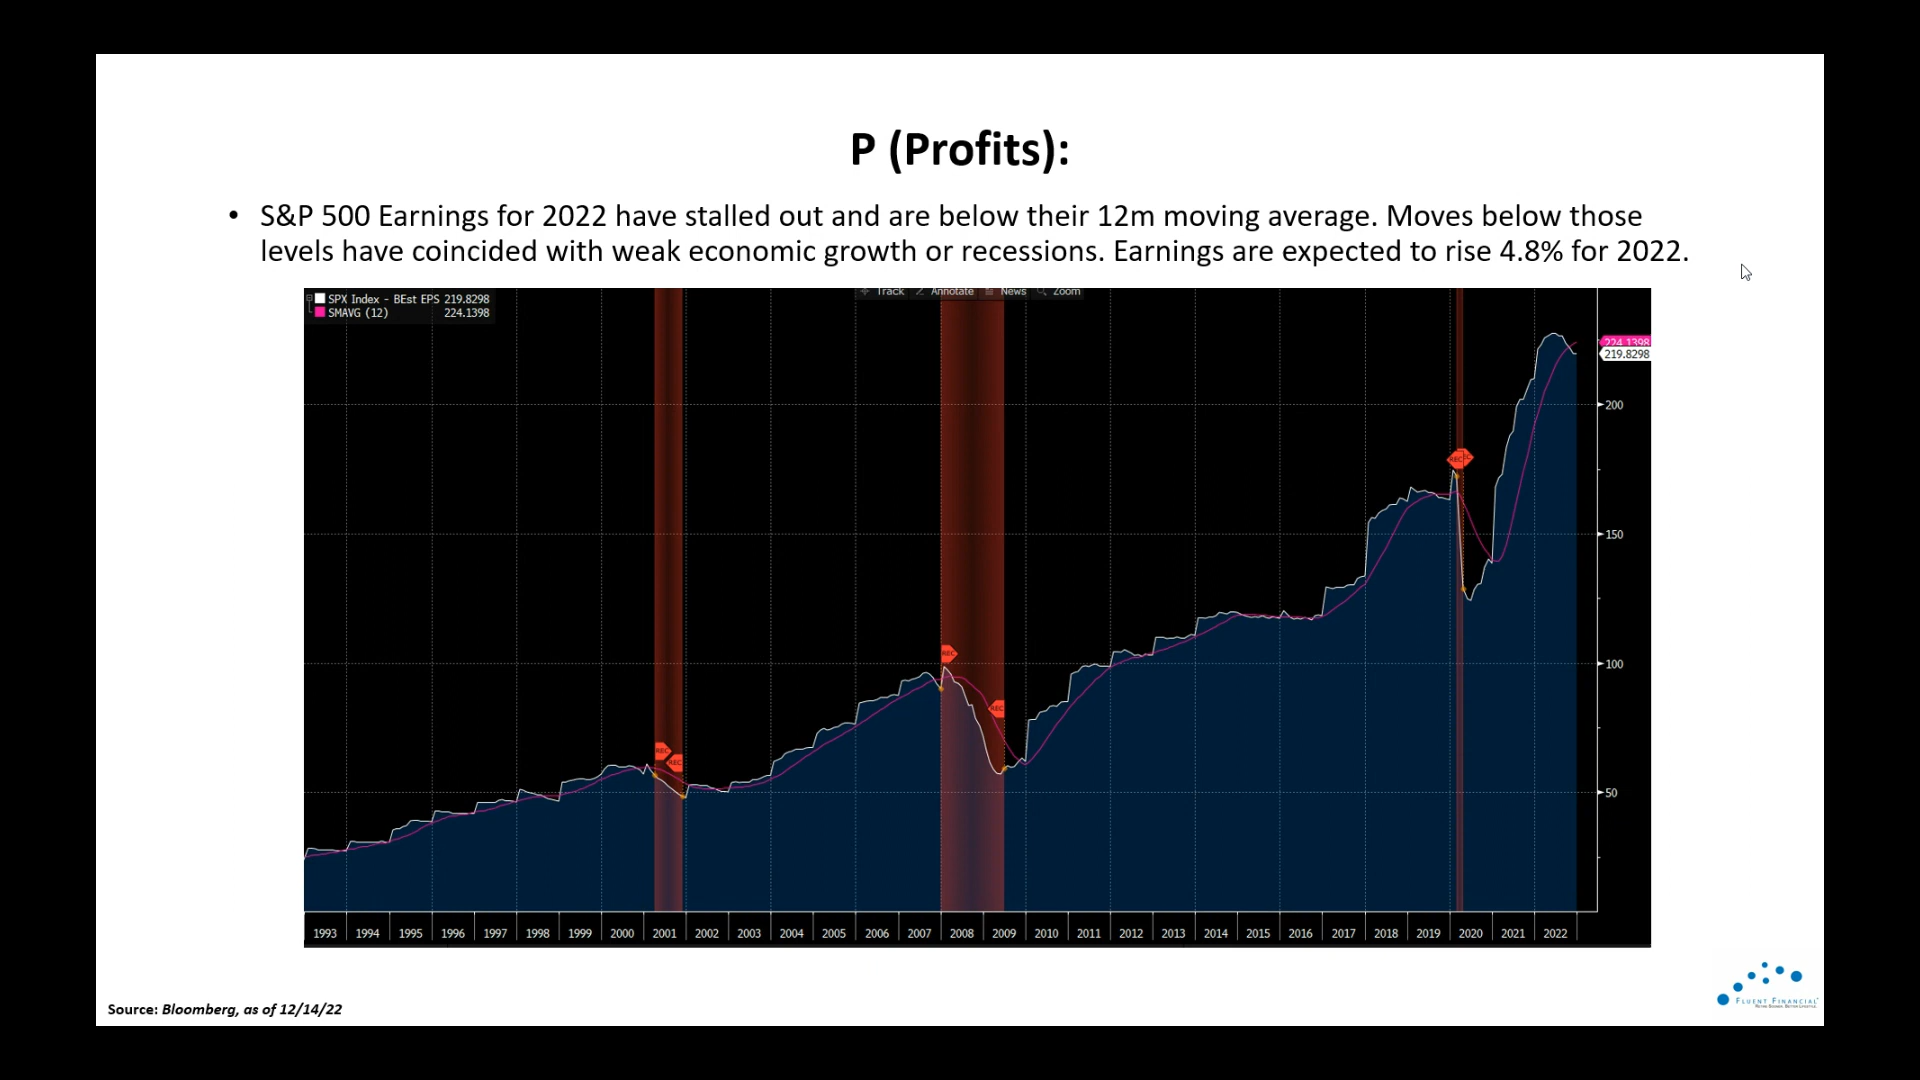 P (Profits):
• S&P 500 Earnings for 2022 have stalled out and are below their 12m moving average. Moves below those
levels have coincided with weak economic growth or recessions. Earnings are expected to rise 4.8% for 2022.
SPX Index - BEst EPS 219.8298
SMAVG (12) 224.1398
Track Annotate News Zoom
224.1398
219.8298
200
150
100
50
REC
REC
REC
REC
REC
1993 1994 1995 1996 1997 1998 1999 2000 2001 2002 2003 2004 2005 2006 2007 2008 2009 2010 2011 2012 2013 2014 2015 2016 2017 2018 2019 2020 2021 2022
Source: Bloomberg, as of 12/14/22
FLUENT FINANCIAL